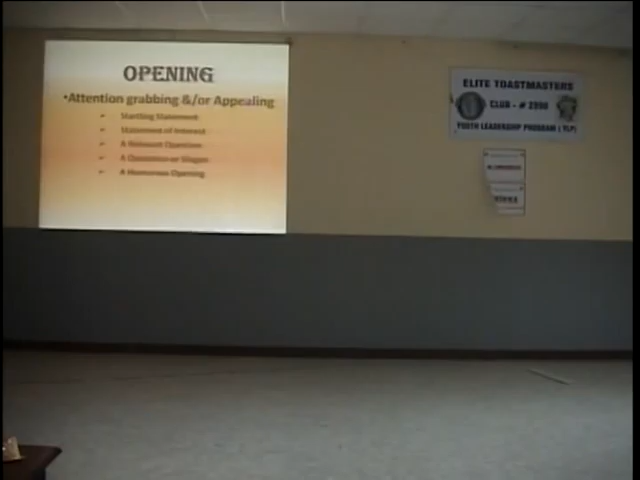 OPENING
•Attention grabbing &/or Appealing
Startling Statement
Statement of Interest
A Relevant Question
A Quotation or Slogan
A Humorous Opening
ELITE TOASTMASTERS
CLUB - #
YOUTH LEADERSHIP PROGRAM ( YLP)